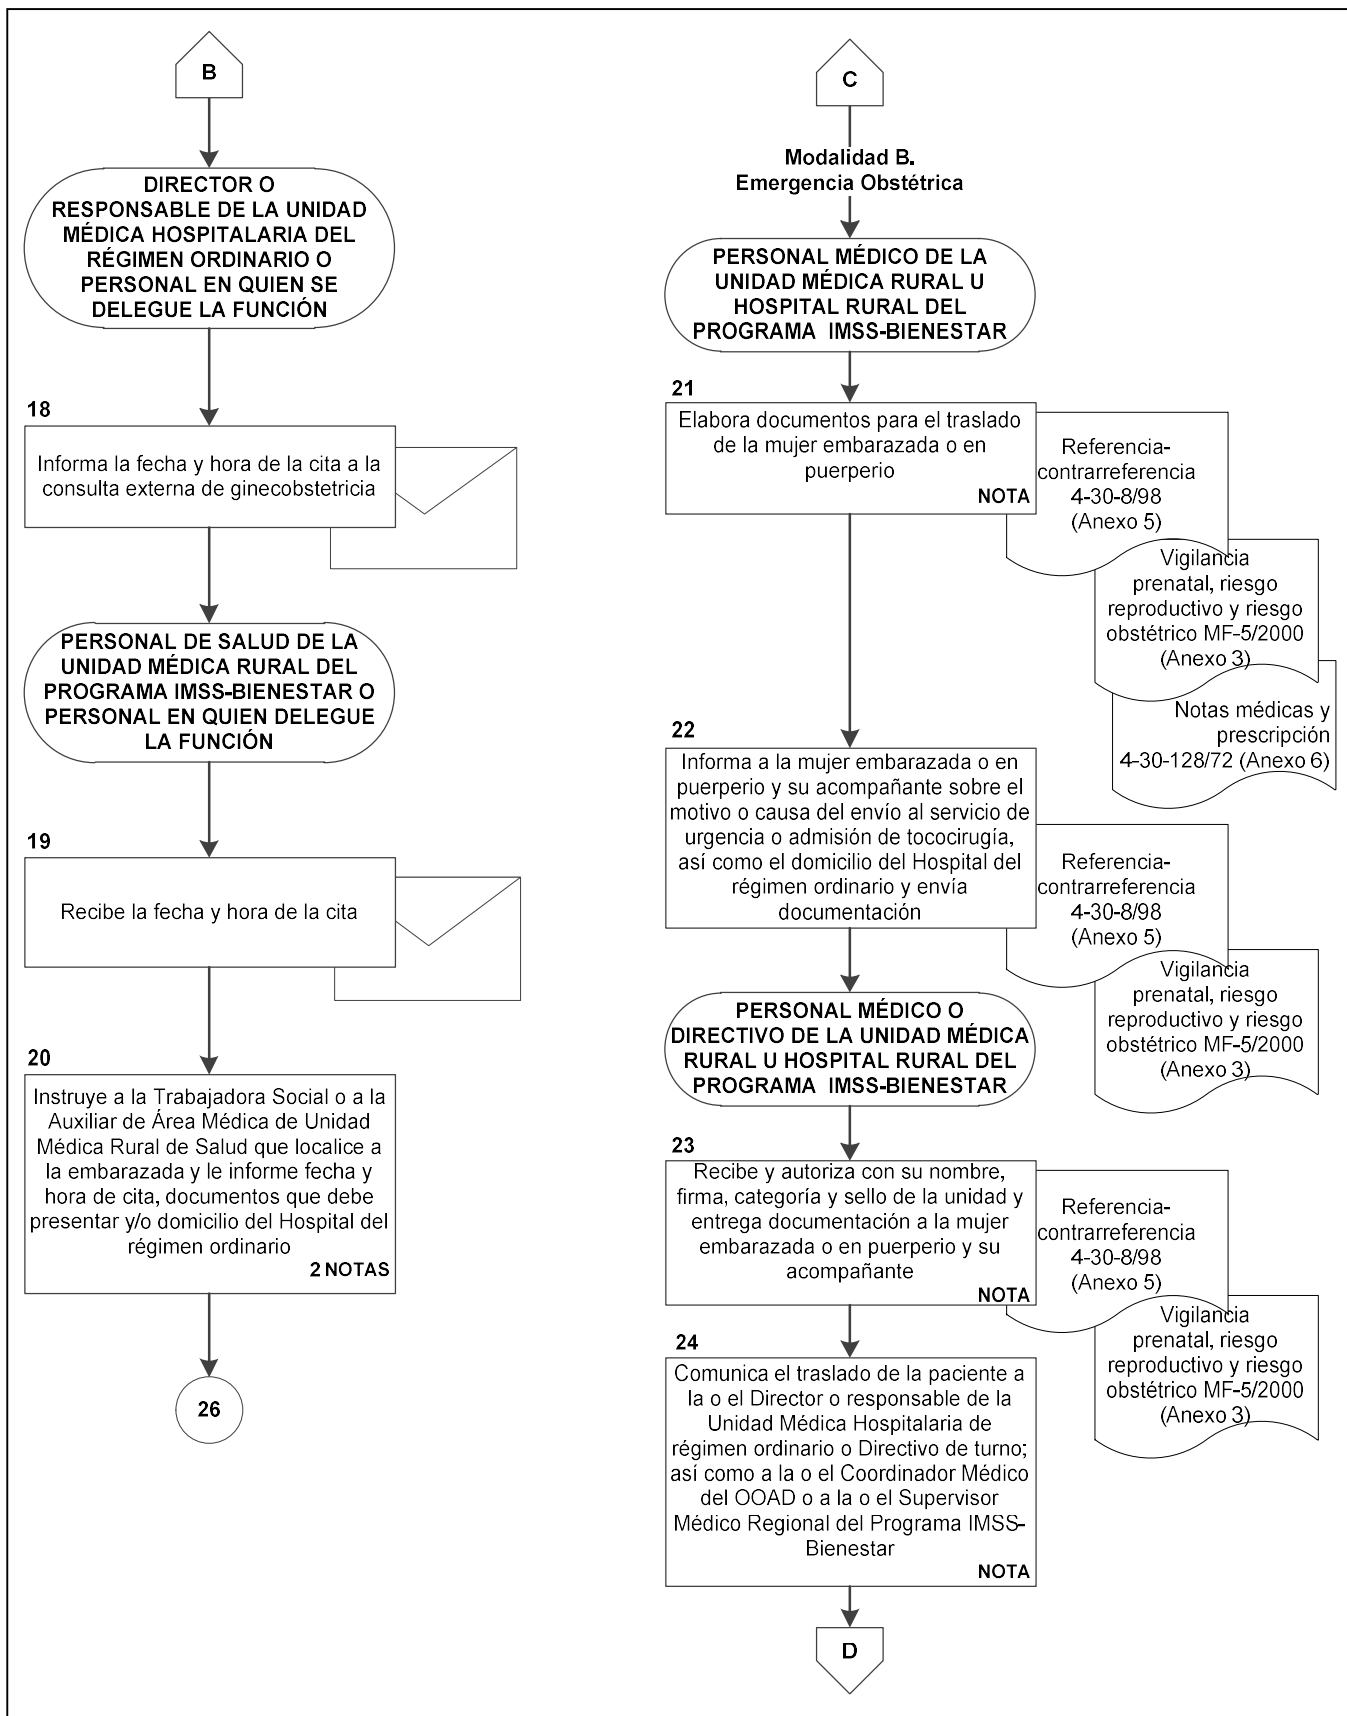 B
DIRECTOR O
RESPONSABLE DE LA UNIDAD
MÉDICA HOSPITALARIA DEL
RÉGIMEN ORDINARIO O
PERSONAL EN QUIEN SE
DELEGUE LA FUNCIÓN
18
Informa la fecha y hora de la cita a la
consulta externa de ginecobstetricia
PERSONAL DE SALUD DE LA
UNIDAD MÉDICA RURAL DEL
PROGRAMA IMSS-BIENESTAR O
PERSONAL EN QUIEN DELEGUE
LA FUNCIÓN
19
Recibe la fecha y hora de la cita
20
Instruye a la Trabajadora Social o a la
Auxiliar de Área Médica de Unidad
Médica Rural de Salud que localice a
la embarazada y le informe fecha y
hora de cita, documentos que debe
presentar y/o domicilio del Hospital del
régimen ordinario
2 NOTAS
26
C
Modalidad B.
Emergencia Obstétrica
PERSONAL MÉDICO DE LA
UNIDAD MÉDICA RURAL U
HOSPITAL RURAL DEL
PROGRAMA IMSS-BIENESTAR
21
Elabora documentos para el traslado
de la mujer embarazada o en
puerperio
NOTA
Referencia-
contrarreferencia
4-30-8/98
(Anexo 5)
Vigilancia
prenatal, riesgo
reproductivo y riesgo
obstétrico MF-5/2000
(Anexo 3)
Notas médicas y
prescripción
4-30-128/72 (Anexo 6)
22
Informa a la mujer embarazada o en
puerperio y su acompañante sobre el
motivo o causa del envío al servicio de
urgencia o admisión de tococirugía,
así como el domicilio del Hospital del
régimen ordinario y envía
documentación
Referencia-
contrarreferencia
4-30-8/98
(Anexo 5)
Vigilancia
prenatal, riesgo
reproductivo y riesgo
obstétrico MF-5/2000
(Anexo 3)
PERSONAL MÉDICO O
DIRECTIVO DE LA UNIDAD MÉDICA
RURAL U HOSPITAL RURAL DEL
PROGRAMA IMSS-BIENESTAR
23
Recibe y autoriza con su nombre,
firma, categoría y sello de la unidad y
entrega documentación a la mujer
embarazada o en puerperio y su
acompañante
NOTA
Referencia-
contrarreferencia
4-30-8/98
(Anexo 5)
Vigilancia
prenatal, riesgo
reproductivo y riesgo
obstétrico MF-5/2000
(Anexo 3)
24
Comunica el traslado de la paciente a
la o el Director o responsable de la
Unidad Médica Hospitalaria de
régimen ordinario o Directivo de turno;
así como a la o el Coordinador Médico
del OOAD o a la o el Supervisor
Médico Regional del Programa IMSS-
Bienestar
NOTA
D